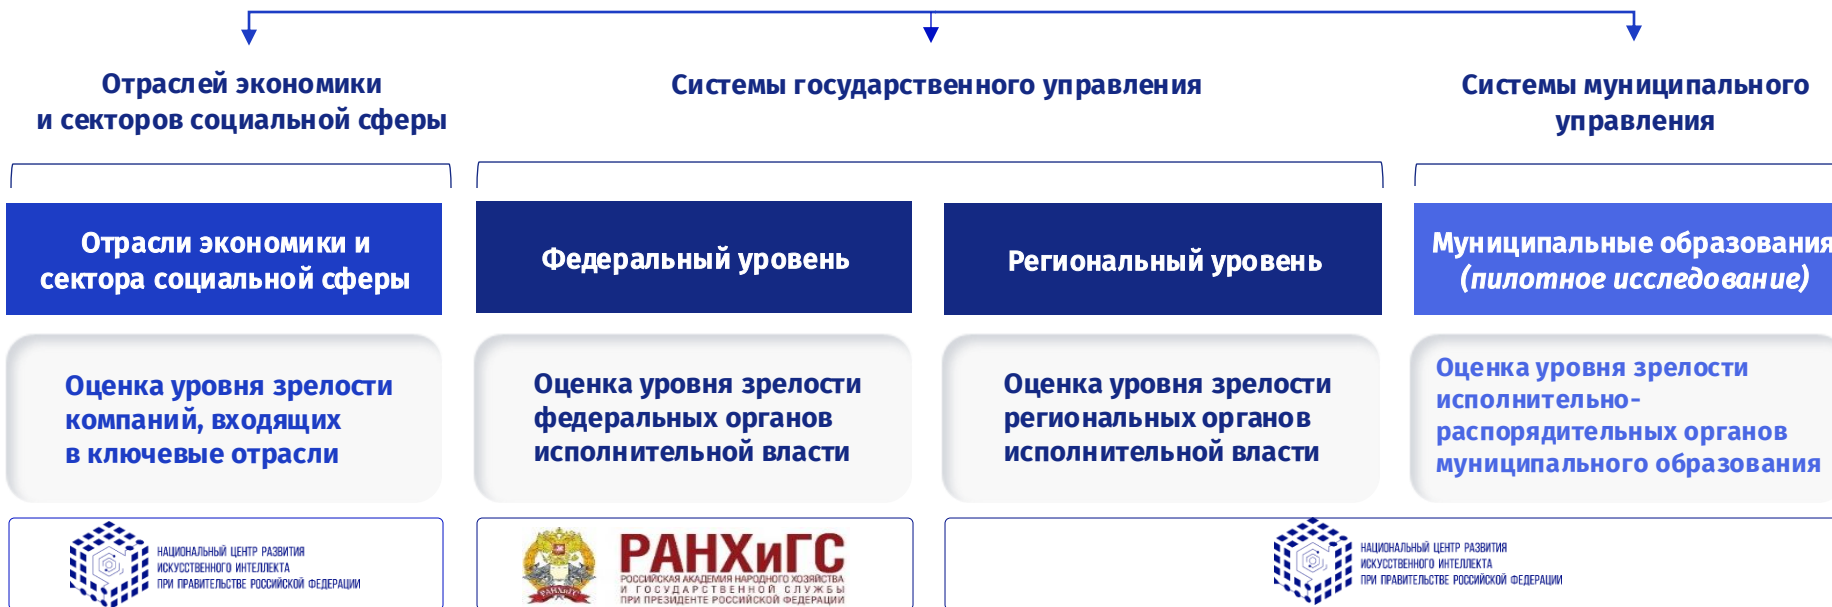 Отраслей экономики
и секторов социальной сферы
Системы государственного управления
Системы муниципального
управления
Отрасли экономики и
сектора социальной сферы
Федеральный уровень
Региональный уровень
Муниципальные образования
(пилотное исследование)
Оценка уровня зрелости
компаний, входящих
в ключевые отрасли
Оценка уровня зрелости
федеральных органов
исполнительной власти
Оценка уровня зрелости
региональных органов
исполнительной власти
Оценка уровня зрелости
исполнительно-
распорядительных органов
муниципального образования
НАЦИОНАЛЬНЫЙ ЦЕНТР РАЗВИТИЯ
ИСКУССТВЕННОГО ИНТЕЛЛЕКТА
ПРИ ПРАВИТЕЛЬСТВЕ РОССИЙСКОЙ ФЕДЕРАЦИИ
РАНХиГС
РАНХиГС
РОССИЙСКАЯ АКАДЕМИЯ НАРОДНОГО ХОЗЯЙСТВА
И ГОСУДАРСТВЕННОЙ СЛУЖБЫ
ПРИ ПРЕЗИДЕНТЕ РОССИЙСКОЙ ФЕДЕРАЦИИ
НАЦИОНАЛЬНЫЙ ЦЕНТР РАЗВИТИЯ
ИСКУССТВЕННОГО ИНТЕЛЛЕКТА
ПРИ ПРАВИТЕЛЬСТВЕ РОССИЙСКОЙ ФЕДЕРАЦИИ